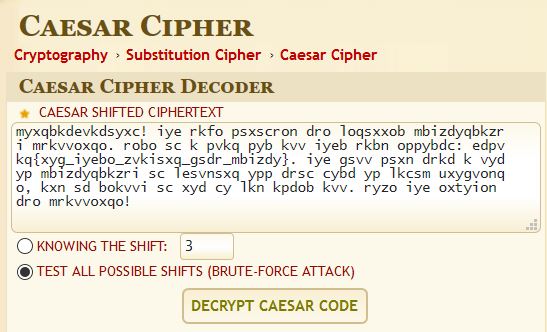 Caesar Cipher
Cryptography › Substitution Cipher › Caesar Cipher
Caesar Cipher Decoder
CAESAR SHIFTED CIPHERTEXT
myxqbkdevkdsyxc! iye rkfo psxscron dro loqsxxob mbizdyqbkzr
i mrkvvoxqo. robo sc k pvkq pyb kvv iyeb rkbn oppybdc: edpv
kq{xyg_iyebo_zvkisxq_gsdr_mbizdy}. iye gsvv psxn drkd k vyd
yp mbizdyqbkzri sc lesvnsxq ypp drsc cybd yp lkcsm uxygvonq
o, kxn sd bokvvi sc xyd cy lkn kpdob kvv. ryzo iye oxtyion
dro mrkvvoxqo!
KNOWING THE SHIFT: 3
TEST ALL POSSIBLE SHIFTS (BRUTE-FORCE ATTACK)
DECRYPT CAESAR CODE